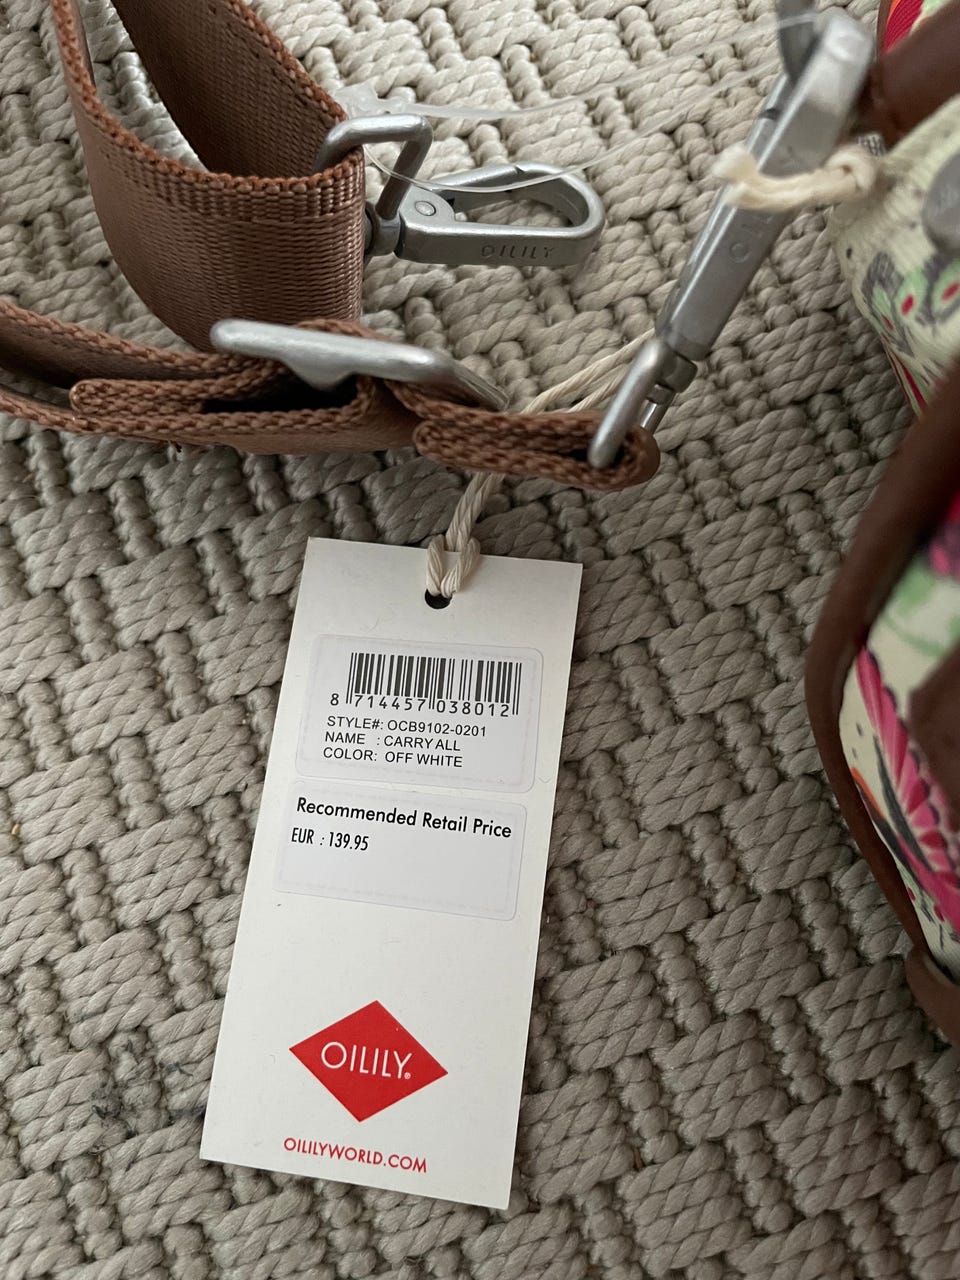 OILILY
8 714457 038012
STYLE#: OCB9102-0201
NAME : CARRY ALL
COLOR: OFF WHITE
Recommended Retail Price
EUR : 139.95
OILILY®
OILILYWORLD.COM